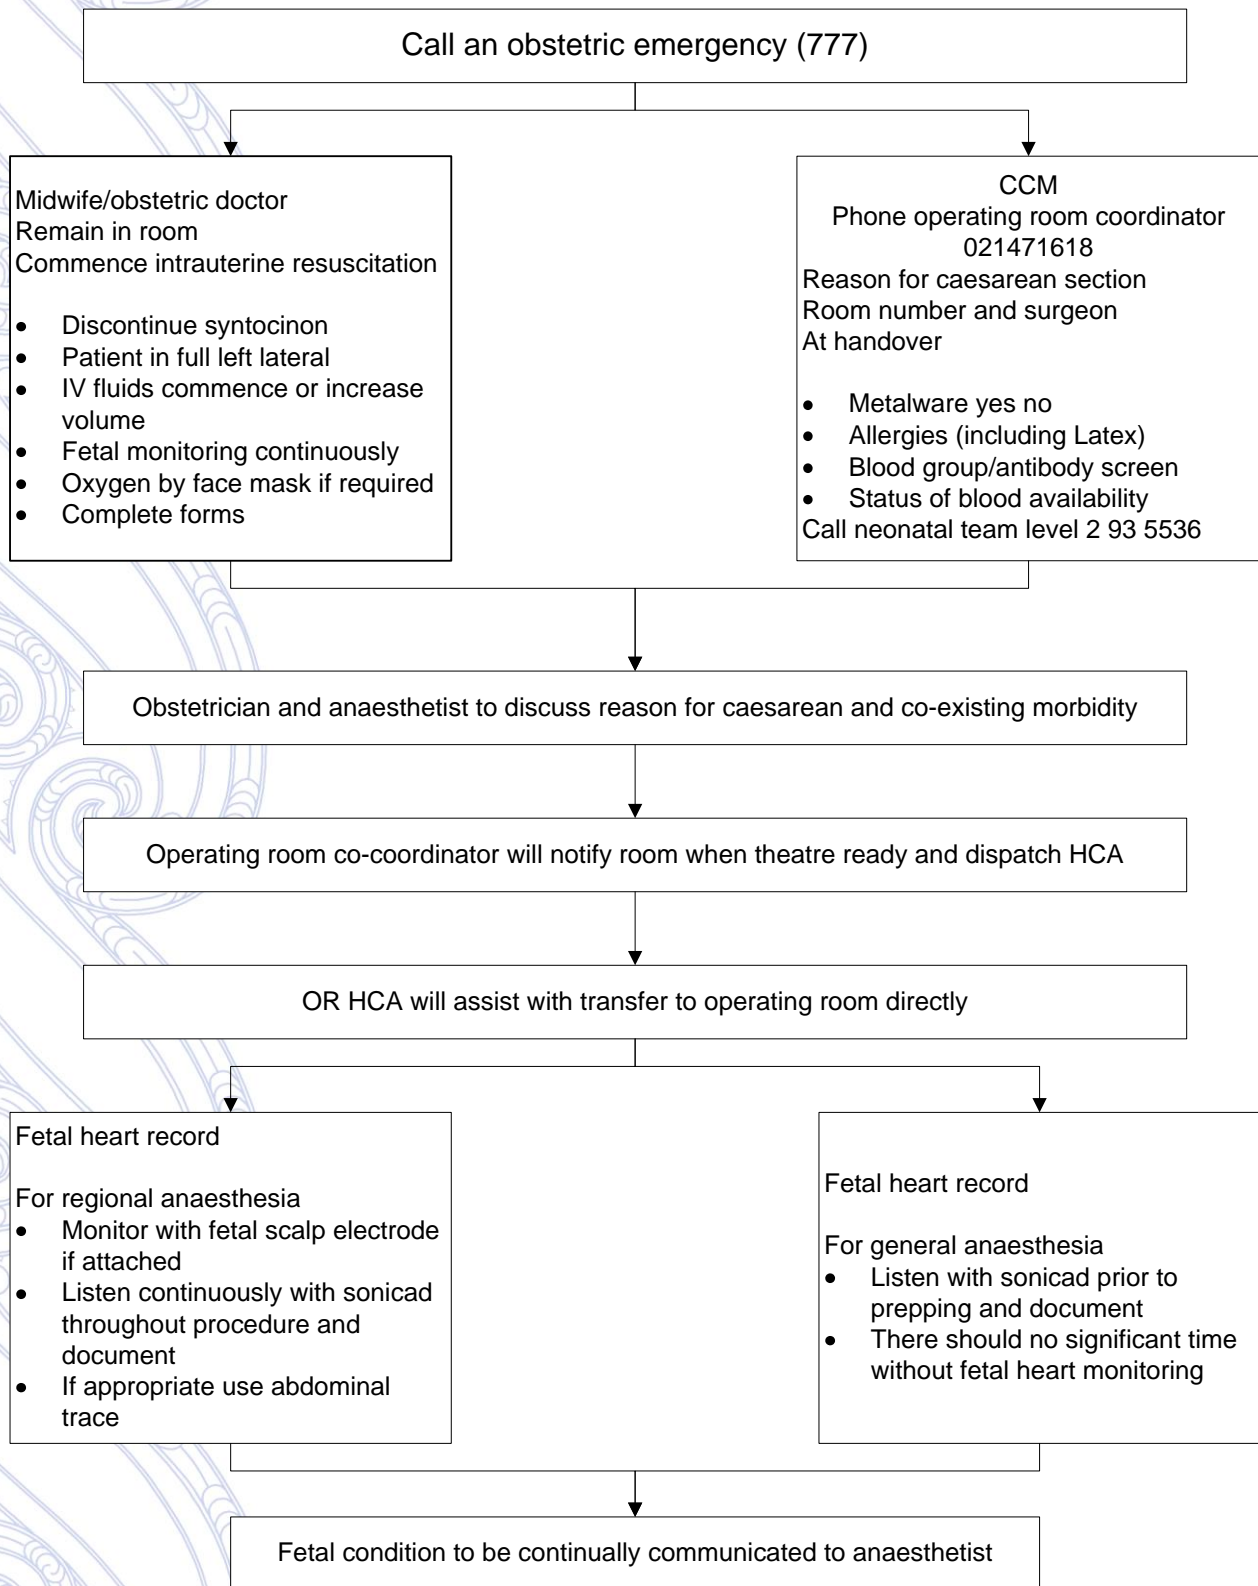 Call an obstetric emergency (777)
Midwife/obstetric doctor
Remain in room
Commence intrauterine resuscitation
• Discontinue syntocinon
• Patient in full left lateral
• IV fluids commence or increase
volume
• Fetal monitoring continuously
• Oxygen by face mask if required
• Complete forms
CCM
Phone operating room coordinator
021471618
Reason for caesarean section
Room number and surgeon
At handover
• Metalware yes no
• Allergies (including Latex)
• Blood group/antibody screen
• Status of blood availability
Call neonatal team level 2 93 5536
Obstetrician and anaesthetist to discuss reason for caesarean and co-existing morbidity
Operating room co-coordinator will notify room when theatre ready and dispatch HCA
OR HCA will assist with transfer to operating room directly
Fetal heart record
For regional anaesthesia
• Monitor with fetal scalp electrode
if attached
• Listen continuously with sonicad
throughout procedure and
document
• If appropriate use abdominal
trace
Fetal heart record
For general anaesthesia
• Listen with sonicad prior to
prepping and document
• There should no significant time
without fetal heart monitoring
Fetal condition to be continually communicated to anaesthetist